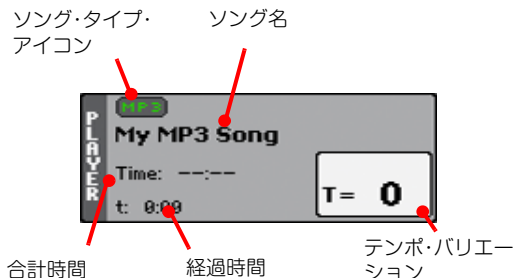 ソング・タイプ・
アイコン
ソング名
MP3
PLAYER
My MP3 Song
Time: --:--
t: 0:00
T= 0
合計時間
経過時間
テンポ・バリエー
ション